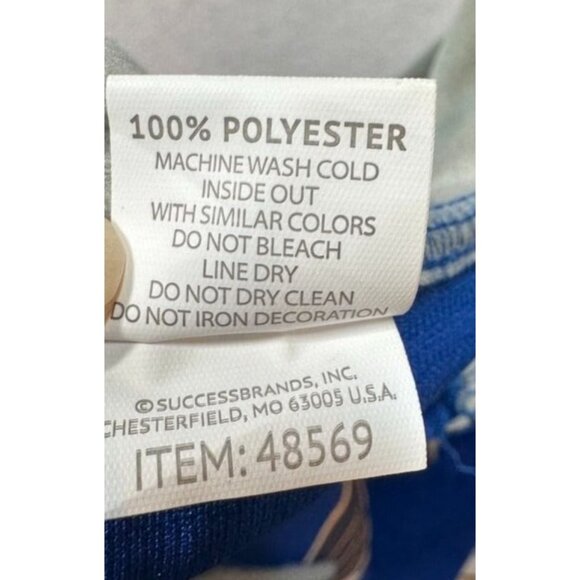 100% POLYESTER
MACHINE WASH COLD
INSIDE OUT
WITH SIMILAR COLORS
DO NOT BLEACH
LINE DRY
DO NOT DRY CLEAN
DO NOT IRON DECORATION
© SUCCESSBRANDS, INC.
CHESTERFIELD, MO 63005 U.S.A.
ITEM: 48569